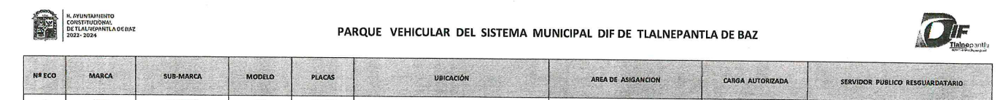 H. AYUNTAMIENTO
CONSTITUCIONAL
DE TLALNEPANTLA DE BAZ
2022-2024
PARQUE VEHICULAR DEL SISTEMA MUNICIPAL DIF DE TLALNEPANTLA DE BAZ
DIF
Tlalnepantla
Nº ECO MARCA SUB-MARCA MODELO PLACAS UBICACIÓN AREA DE ASIGANCION CARGA AUTORIZADA SERVIDOR PUBLICO RESGUARDATARIO